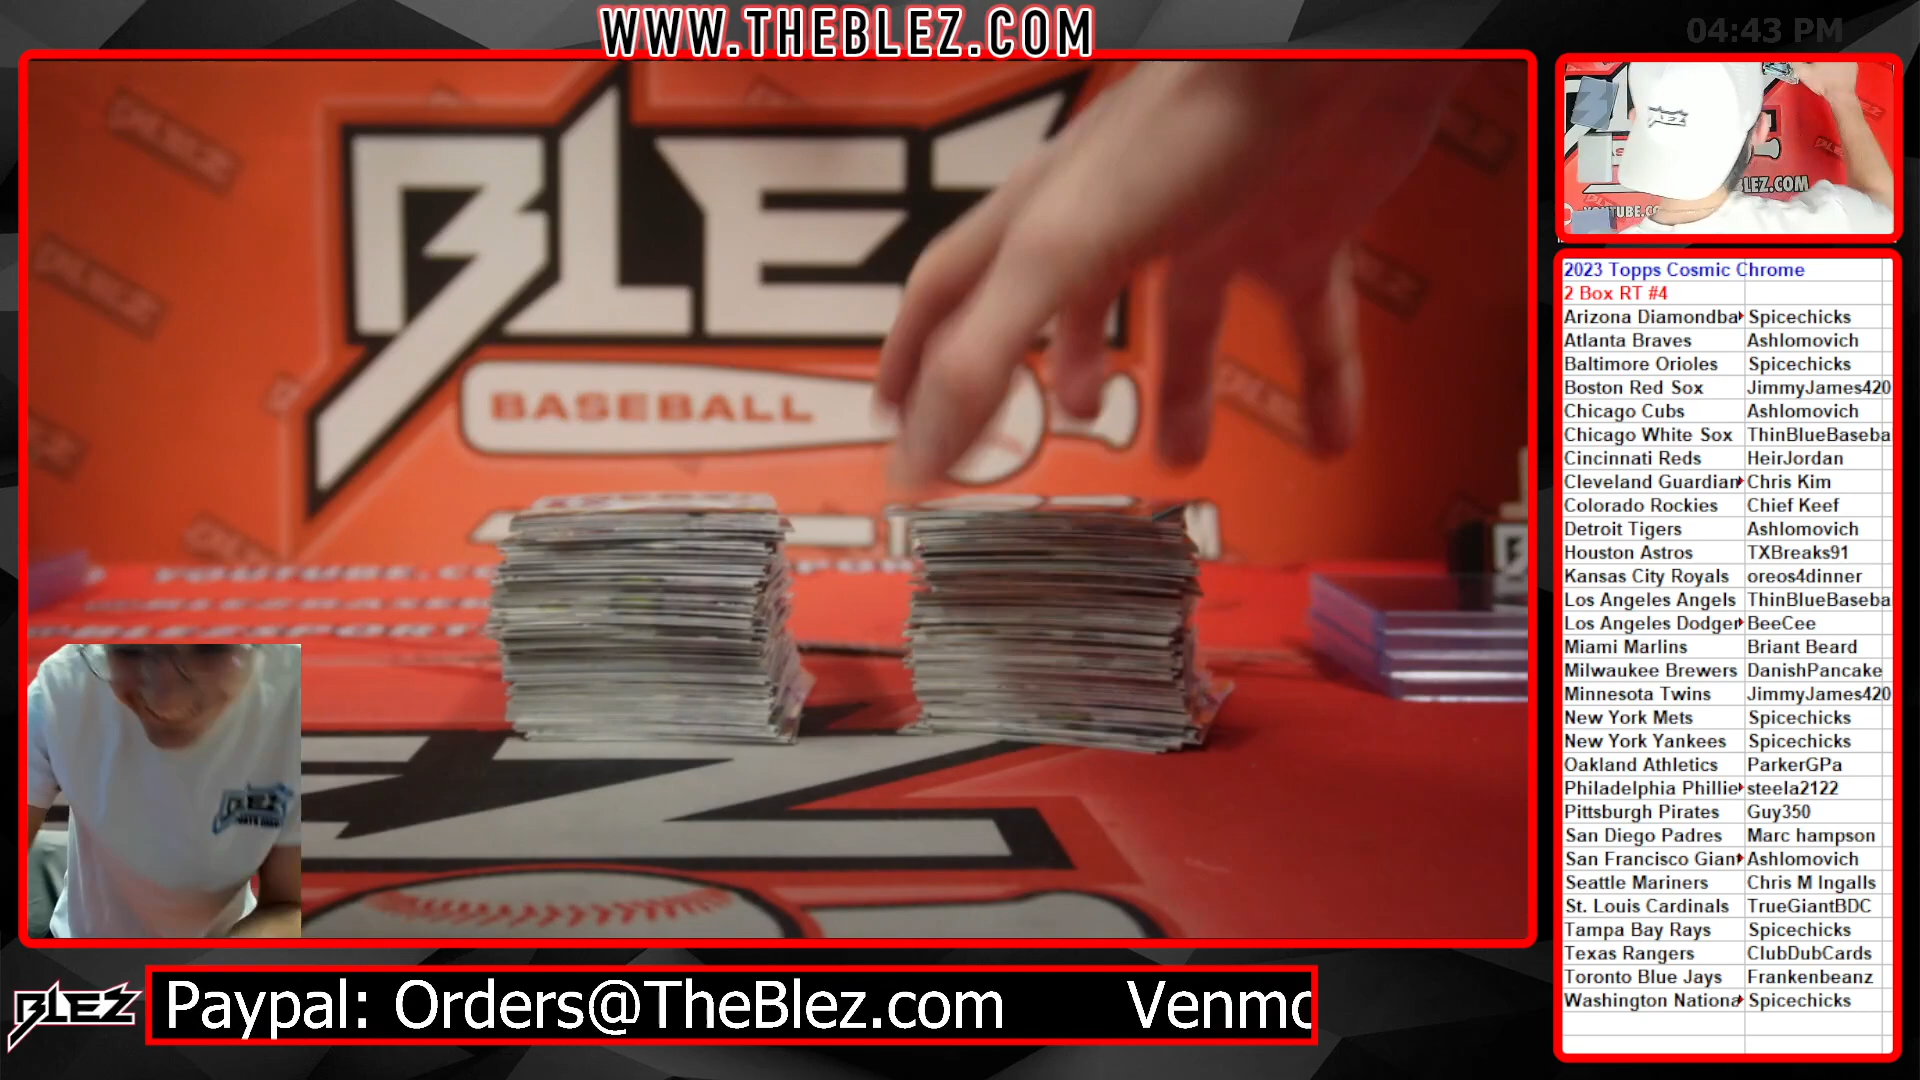 WWW.THEBLEZ.COM
04:43 PM
BLEZ
BASEBALL
BLEZ
LEZ.COM
2023 Topps Cosmic Chrome
2 Box RT #4
Arizona Diamondba Spicechicks
Atlanta Braves Ashlomovich
Baltimore Orioles Spicechicks
Boston Red Sox JimmyJames420
Chicago Cubs Ashlomovich
Chicago White Sox ThinBlueBaseba
Cincinnati Reds HeirJordan
Cleveland Guardian Chris Kim
Colorado Rockies Chief Keef
Detroit Tigers Ashlomovich
Houston Astros TXBreaks91
Kansas City Royals oreos4dinner
Los Angeles Angels ThinBlueBaseba
Los Angeles Dodger BeeCee
Miami Marlins Briant Beard
Milwaukee Brewers DanishPancake
Minnesota Twins JimmyJames420
New York Mets Spicechicks
New York Yankees Spicechicks
Oakland Athletics ParkerGPa
Philadelphia Phillie steela2122
Pittsburgh Pirates Guy350
San Diego Padres Marc hampson
San Francisco Giant Ashlomovich
Seattle Mariners Chris M Ingalls
St. Louis Cardinals TrueGiantBDC
Tampa Bay Rays Spicechicks
Texas Rangers ClubDubCards
Toronto Blue Jays Frankenbeanz
Washington Nationa Spicechicks
BLEZ
BLEZ
Paypal: Orders@TheBlez.com Venmo